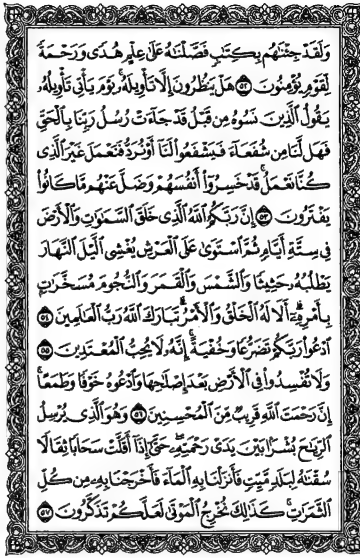 وَلَقَدْ جِئْنَٰهُم بِكِتَٰبٍ فَصَّلْنَٰهُ عَلَىٰ عِلْمٍ هُدًى وَرَحْمَةً
لِّقَوْمٍ يُؤْمِنُونَ ٥٢ هَلْ يَنظُرُونَ إِلَّا تَأْوِيلَهُۥ يَوْمَ يَأْتِى تَأْوِيلُهُۥ
يَقُولُ ٱلَّذِينَ نَسُوهُ مِن قَبْلُ قَدْ جَآءَتْ رُسُلُ رَبِّنَا بِٱلْحَقِّ
فَهَل لَّنَا مِن شُفَعَآءَ فَيَشْفَعُوا۟ لَنَآ أَوْ نُرَدُّ فَنَعْمَلَ غَيْرَ ٱلَّذِى
كُنَّا نَعْمَلُ قَدْ خَسِرُوٓا۟ أَنفُسَهُمْ وَضَلَّ عَنْهُم مَّا كَانُوا۟
يَفْتَرُونَ ٥٣ إِنَّ رَبَّكُمُ ٱللَّهُ ٱلَّذِى خَلَقَ ٱلسَّمَٰوَٰتِ وَٱلْأَرْضَ
فِى سِتَّةِ أَيَّامٍ ثُمَّ ٱسْتَوَىٰ عَلَى ٱلْعَرْشِ يُغْشِى ٱلَّيْلَ ٱلنَّهَارَ
يَطْلُبُهُۥ حَثِيثًا وَٱلشَّمْسَ وَٱلْقَمَرَ وَٱلنُّجُومَ مُسَخَّرَٰتٍۭ
بِأَمْرِهِۦٓ أَلَا لَهُ ٱلْخَلْقُ وَٱلْأَمْرُ تَبَارَكَ ٱللَّهُ رَبُّ ٱلْعَٰلَمِينَ ٥٤
ٱدْعُوا۟ رَبَّكُمْ تَضَرُّعًا وَخُفْيَةً إِنَّهُۥ لَا يُحِبُّ ٱلْمُعْتَدِينَ ٥٥
وَلَا تُفْسِدُوا۟ فِى ٱلْأَرْضِ بَعْدَ إِصْلَٰحِهَا وَٱدْعُوهُ خَوْفًا وَطَمَعًا
إِنَّ رَحْمَتَ ٱللَّهِ قَرِيبٌ مِّنَ ٱلْمُحْسِنِينَ ٥٦ وَهُوَ ٱلَّذِى يُرْسِلُ
ٱلرِّيَٰحَ بُشْرًۢا بَيْنَ يَدَىْ رَحْمَتِهِۦ حَتَّىٰٓ إِذَآ أَقَلَّتْ سَحَابًا ثِقَالًا
سُقْنَٰهُ لِبَلَدٍ مَّيِّتٍ فَأَنزَلْنَا بِهِ ٱلْمَآءَ فَأَخْرَجْنَا بِهِۦ مِن كُلِّ
ٱلثَّمَرَٰتِ كَذَٰلِكَ نُخْرِجُ ٱلْمَوْتَىٰ لَعَلَّكُمْ تَذَكَّرُونَ ٥٧